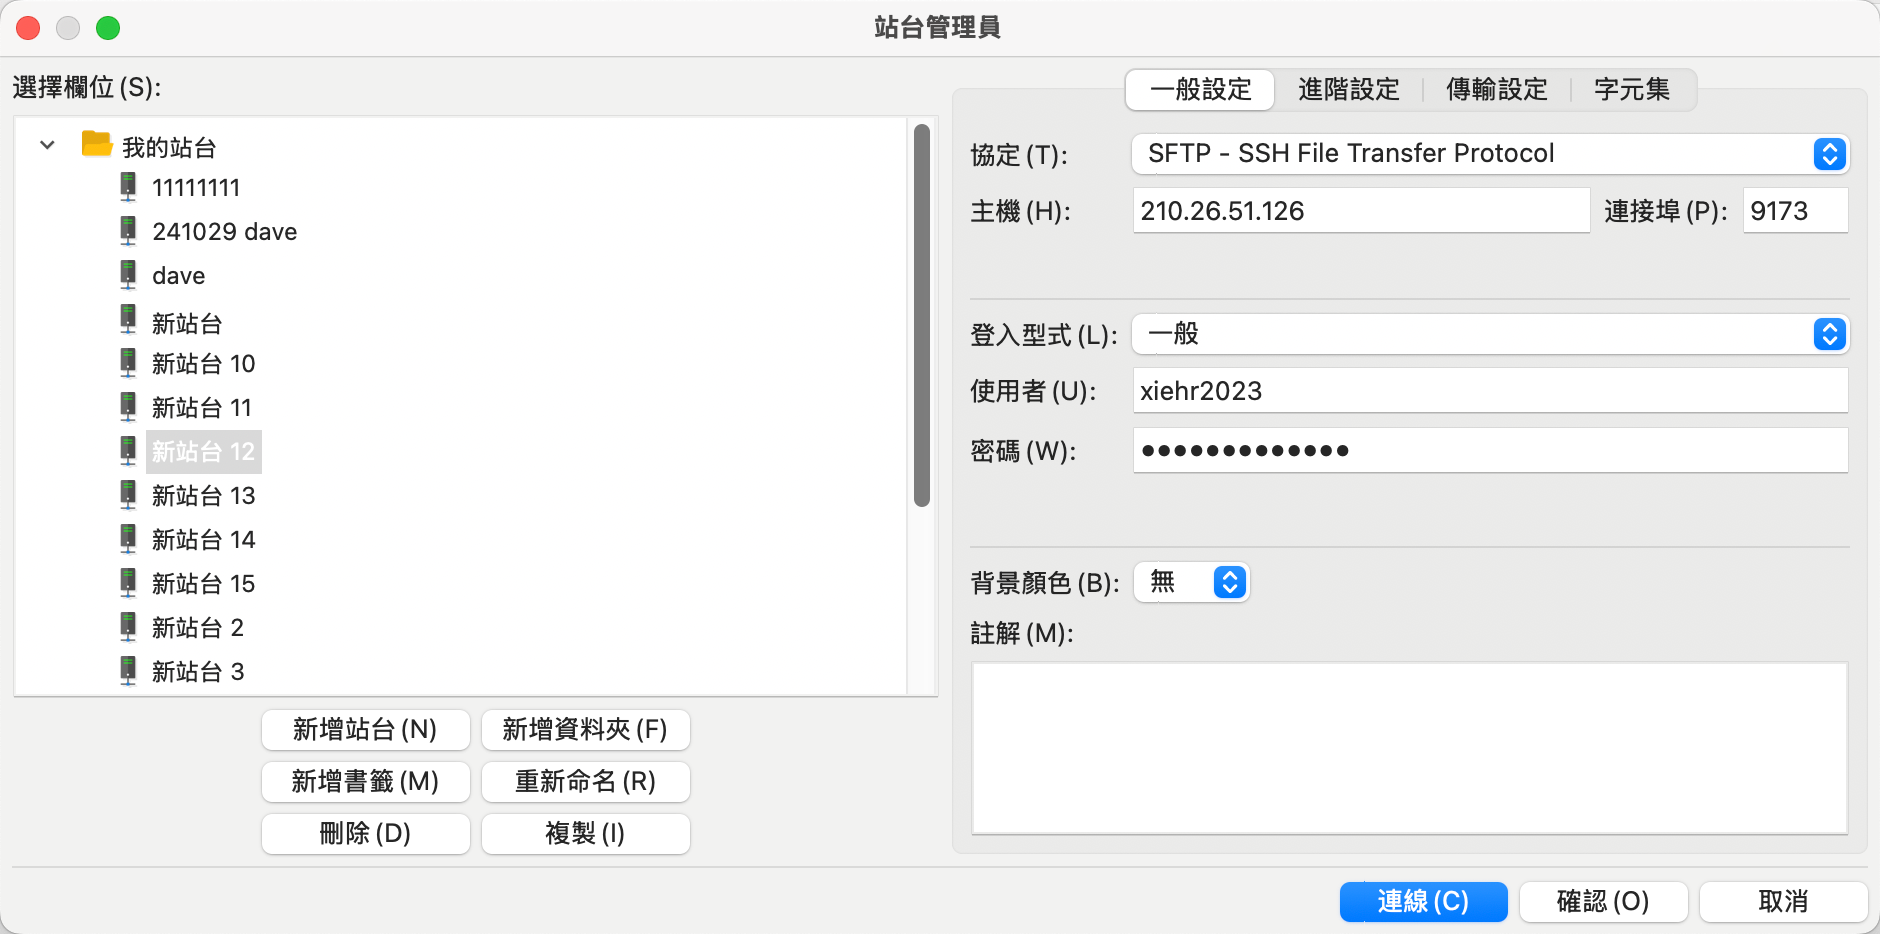 站台管理員
選擇欄位(S):
我的站台
11111111
241029 dave
dave
新站台
新站台 10
新站台 11
新站台 12
新站台 13
新站台 14
新站台 15
新站台 2
新站台 3
新增站台(N) 新增資料夾(F)
新增書籤(M) 重新命名(R)
刪除(D) 複製(I)
一般設定 進階設定 傳輸設定 字元集
協定(T): SFTP - SSH File Transfer Protocol
主機(H): 210.26.51.126 連接埠(P): 9173
登入型式(L): 一般
使用者(U): xiehr2023
密碼(W): •••••••••••••
背景顏色(B): 無
註解(M):
連線(C) 確認(O) 取消